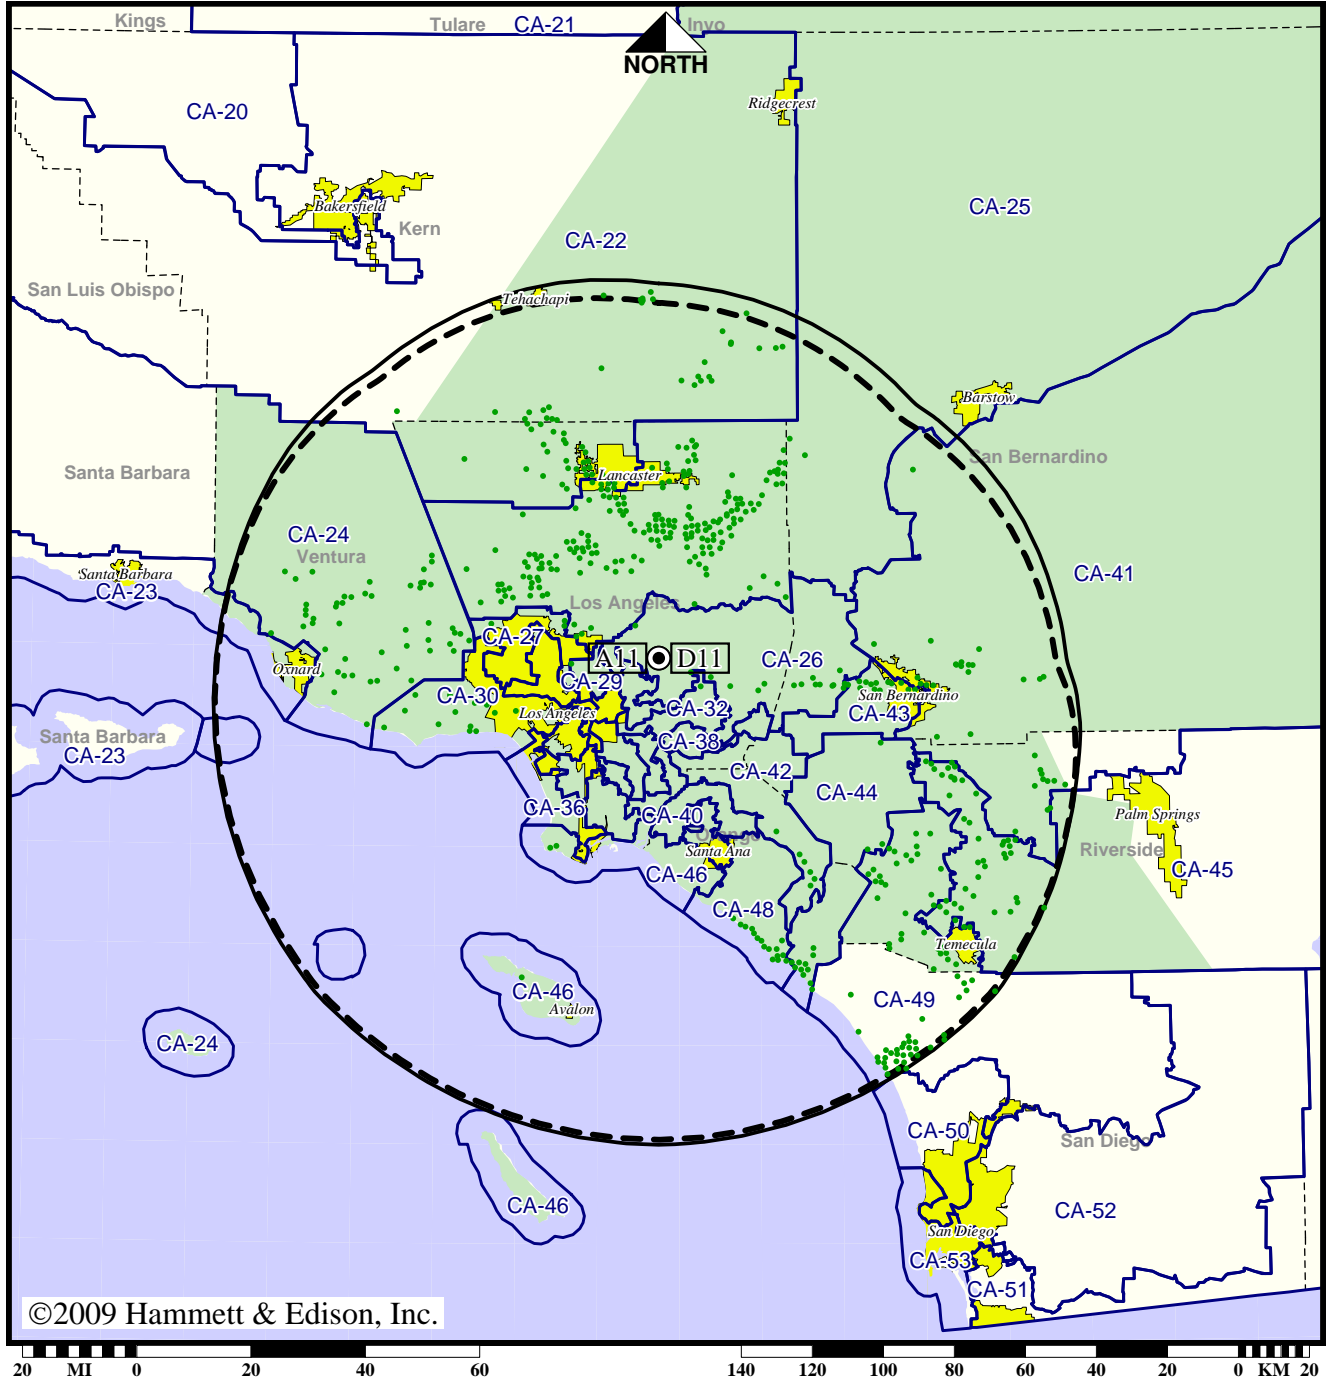 Kings
Tulare
CA-21
Inyo
NORTH
CA-20
Ridgecrest
Bakersfield
Kern
CA-22
CA-25
San Luis Obispo
Tehachapi
Barstow
San Bernardino
Santa Barbara
Lancaster
CA-24
Ventura
Santa Barbara
CA-23
CA-41
Los Angeles
CA-27
A11
D11
CA-26
Oxnard
CA-30
CA-29
San Bernardino
Los Angeles
CA-32
CA-43
Santa Barbara
CA-23
CA-38
CA-42
CA-44
CA-36
CA-40
Palm Springs
Orange
Santa Ana
Riverside
CA-46
CA-45
CA-48
Temecula
CA-46
Avalon
CA-49
CA-24
CA-50
San Diego
CA-46
CA-52
San Diego
CA-53
CA-51
©2009 Hammett & Edison, Inc.
20 MI 0 20 40 60 140 120 100 80 60 40 20 0 KM 20